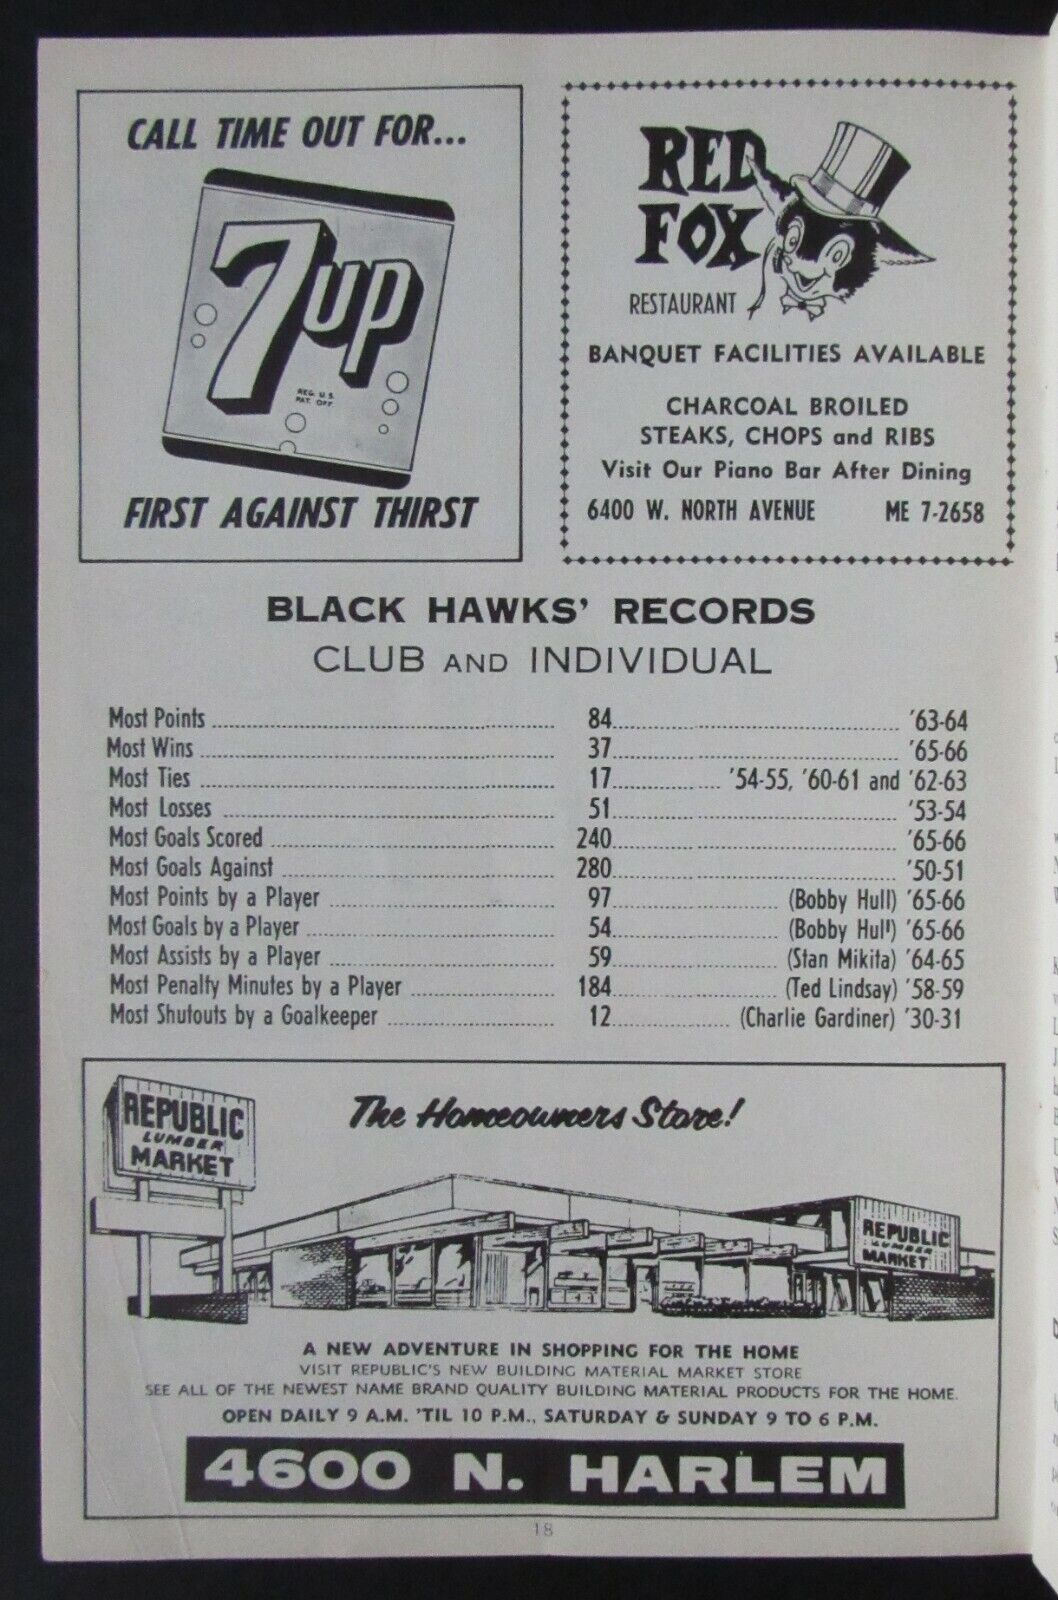 CALL TIME OUT FOR...
7up
REG. U.S.
PAT. OFF
FIRST AGAINST THIRST
RED
FOX
RESTAURANT
BANQUET FACILITIES AVAILABLE
CHARCOAL BROILED
STEAKS, CHOPS and RIBS
Visit Our Piano Bar After Dining
6400 W. NORTH AVENUE ME 7-2658
BLACK HAWKS' RECORDS
CLUB AND INDIVIDUAL
Most Points ........ 84 ........ '63-64
Most Wins ........ 37 ........ '65-66
Most Ties ........ 17 ........ '54-55, '60-61 and '62-63
Most Losses ........ 51 ........ '53-54
Most Goals Scored ........ 240 ........ '65-66
Most Goals Against ........ 280 ........ '50-51
Most Points by a Player ........ 97 ........ (Bobby Hull) '65-66
Most Goals by a Player ........ 54 ........ (Bobby Hull) '65-66
Most Assists by a Player ........ 59 ........ (Stan Mikita) '64-65
Most Penalty Minutes by a Player ........ 184 ........ (Ted Lindsay) '58-59
Most Shutouts by a Goalkeeper ........ 12 ........ (Charlie Gardiner) '30-31
REPUBLIC
LUMBER
MARKET
The Homeowners Store!
REPUBLIC
LUMBER
MARKET
A NEW ADVENTURE IN SHOPPING FOR THE HOME
VISIT REPUBLIC'S NEW BUILDING MATERIAL MARKET STORE
SEE ALL OF THE NEWEST NAME BRAND QUALITY BUILDING MATERIAL PRODUCTS FOR THE HOME.
OPEN DAILY 9 A.M. 'TIL 10 P.M., SATURDAY & SUNDAY 9 TO 6 P.M.
4600 N. HARLEM
18